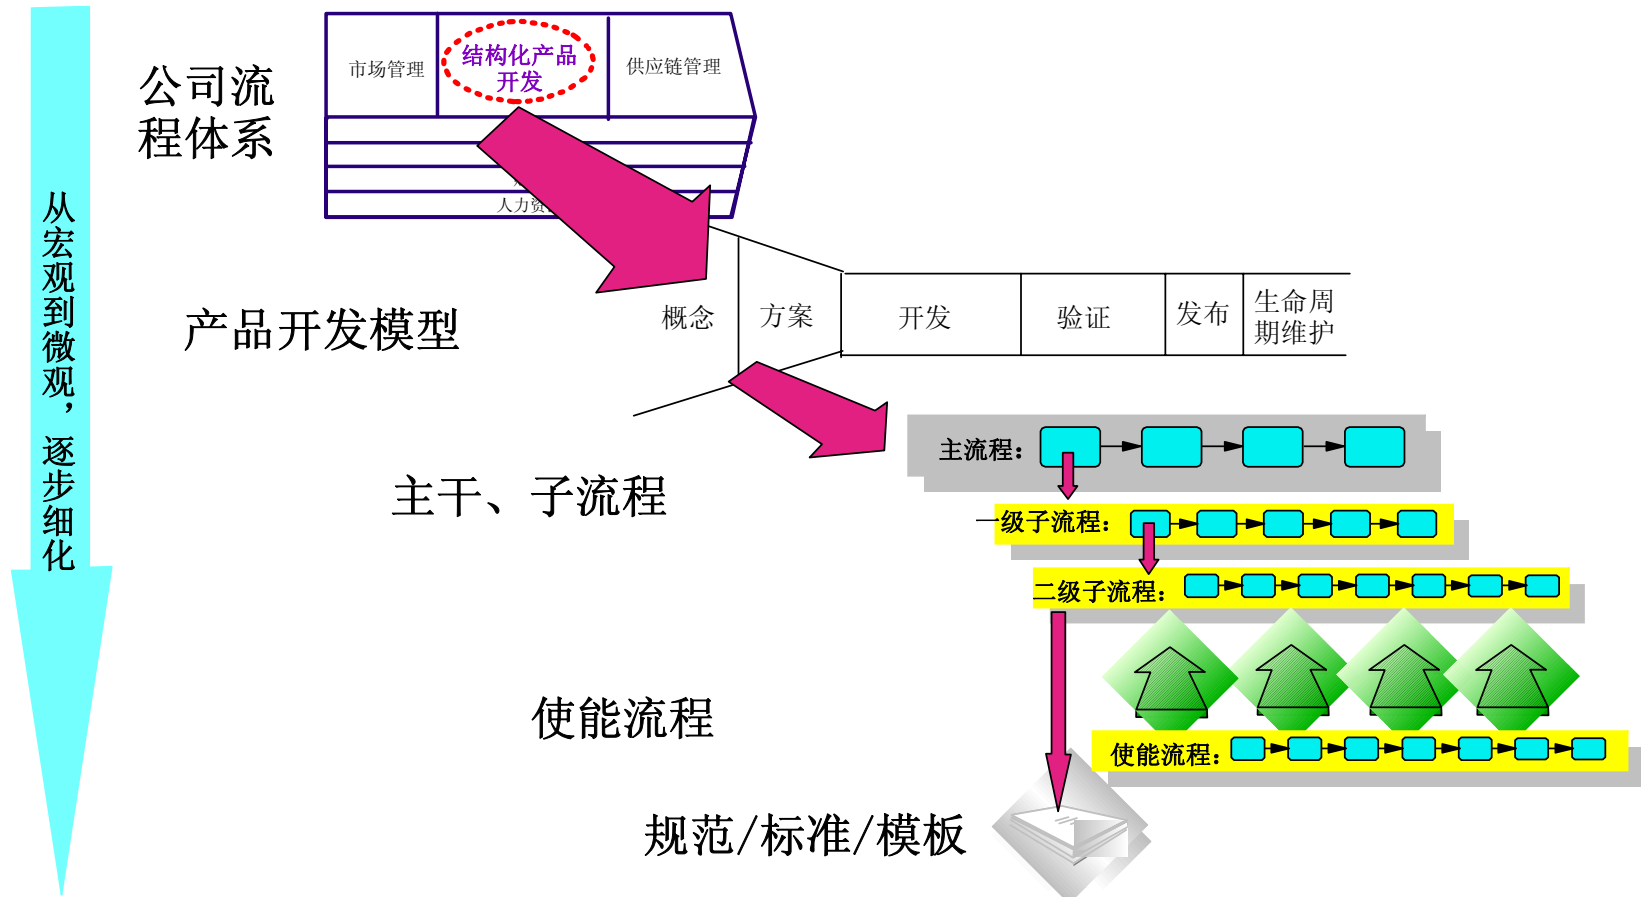 市场管理
结构化产品
开发
供应链管理
公司流
程体系
人力资
从宏观到微观，逐步细化
产品开发模型
概念
方案
开发
验证
发布
生命周
期维护
主流程：
主干、子流程
一级子流程：
二级子流程：
使能流程
使能流程：
规范/标准/模板